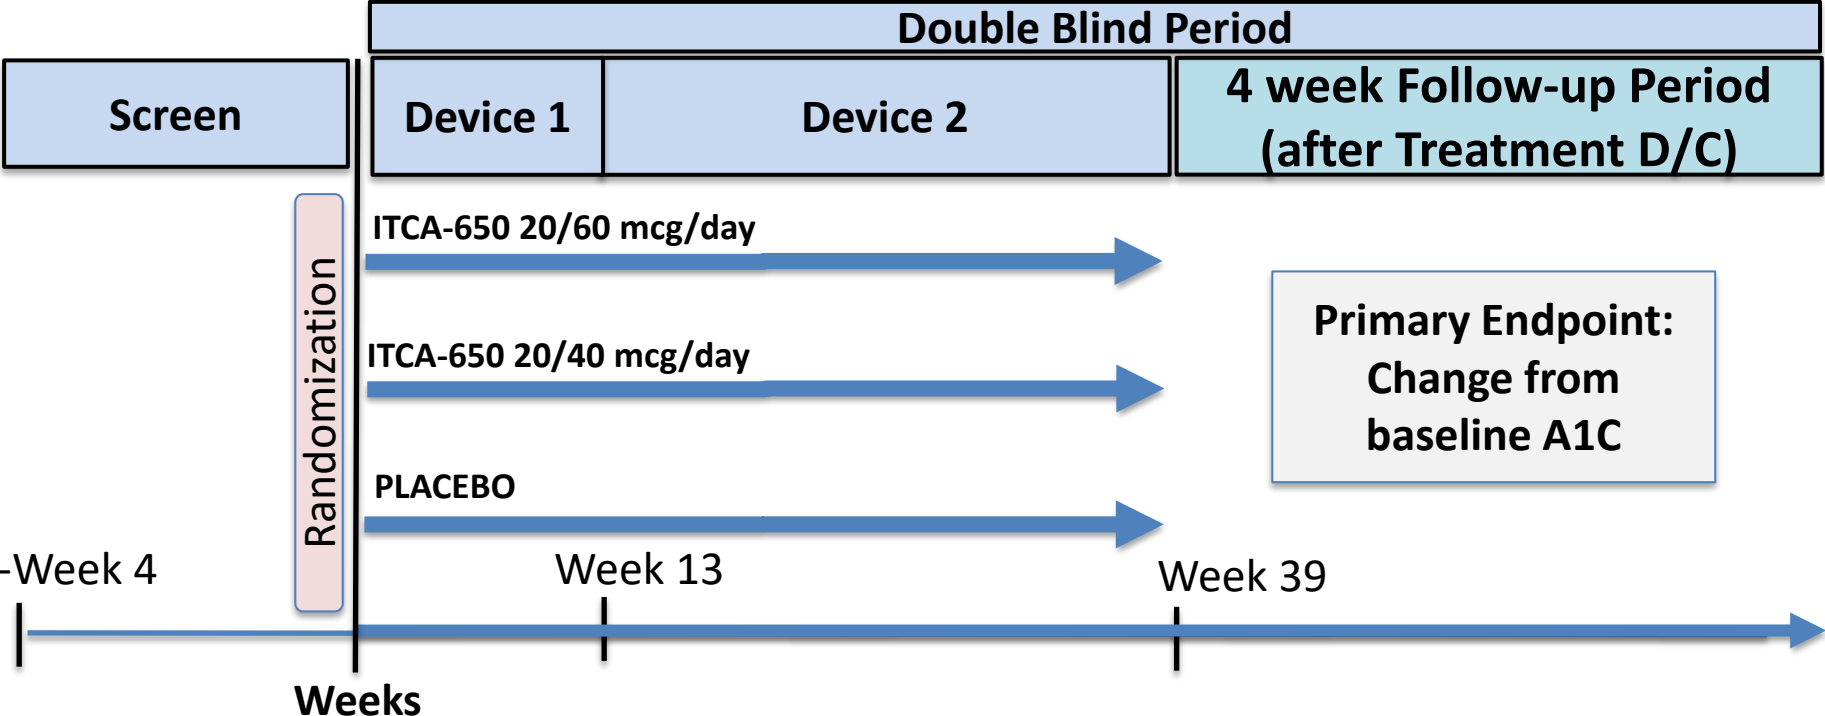 Double Blind Period
Screen
Device 1
Device 2
4 week Follow-up Period
(after Treatment D/C)
Randomization
ITCA-650 20/60 mcg/day
ITCA-650 20/40 mcg/day
PLACEBO
Primary Endpoint:
Change from
baseline A1C
-Week 4
Week 13
Week 39
Weeks